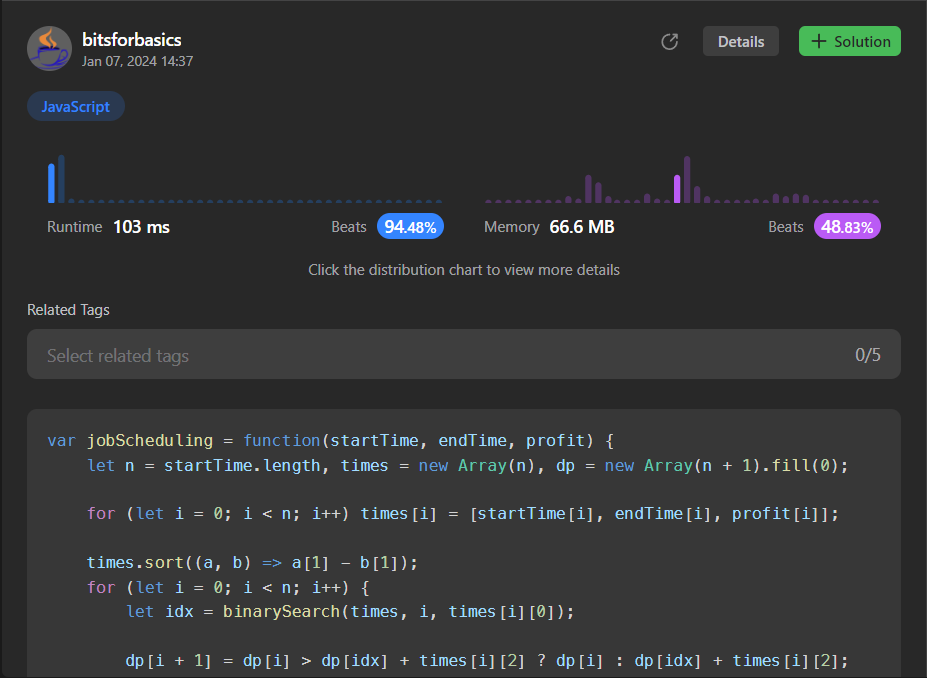 bitsforbasics
Jan 07, 2024 14:37
Details
+ Solution
JavaScript
Runtime 103 ms Beats 94.48%
Memory 66.6 MB Beats 48.83%
Click the distribution chart to view more details
Related Tags
Select related tags 0/5
var jobScheduling = function(startTime, endTime, profit) {
    let n = startTime.length, times = new Array(n), dp = new Array(n + 1).fill(0);
    for (let i = 0; i < n; i++) times[i] = [startTime[i], endTime[i], profit[i]];
    times.sort((a, b) => a[1] - b[1]);
    for (let i = 0; i < n; i++) {
        let idx = binarySearch(times, i, times[i][0]);
        dp[i + 1] = dp[i] > dp[idx] + times[i][2] ? dp[i] : dp[idx] + times[i][2];